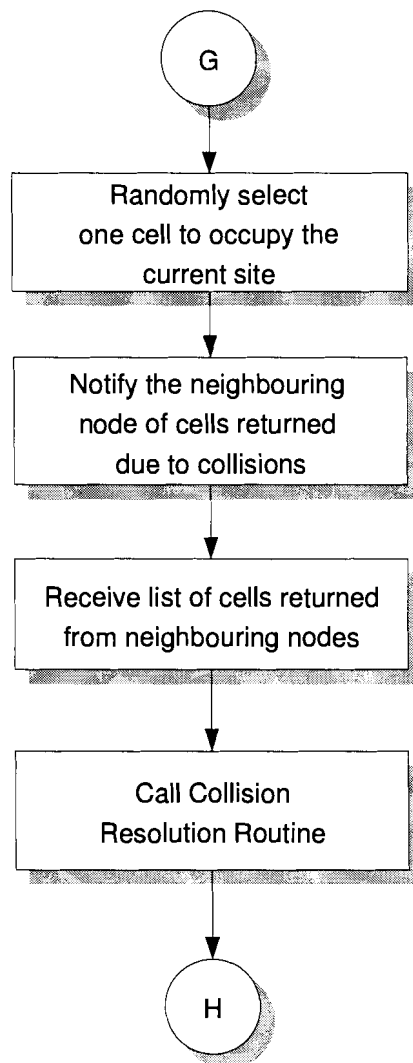 G
Randomly select
one cell to occupy the
current site
Notify the neighbouring
node of cells returned
due to collisions
Receive list of cells returned
from neighbouring nodes
Call Collision
Resolution Routine
H